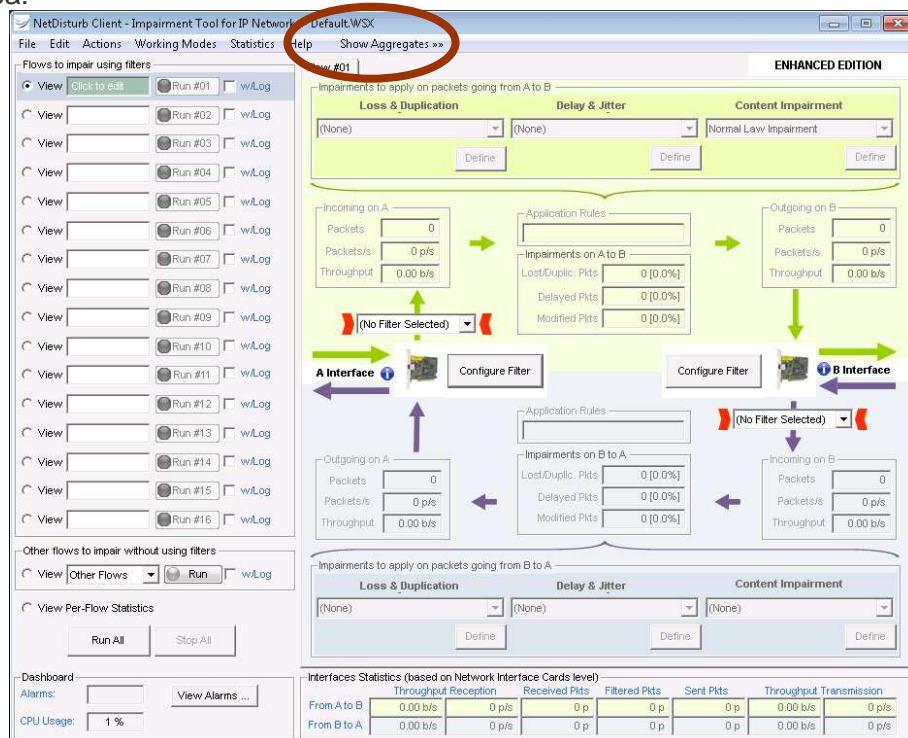 NetDisturb Client - Impairment Tool for IP Network - Default.WSX
File Edit Actions Working Modes Statistics Help Show Aggregates »»
Flows to impair using filters
View Click to edit Run #01 w/Log
View Run #02 w/Log
View Run #03 w/Log
View Run #04 w/Log
View Run #05 w/Log
View Run #06 w/Log
View Run #07 w/Log
View Run #08 w/Log
View Run #09 w/Log
View Run #10 w/Log
View Run #11 w/Log
View Run #12 w/Log
View Run #13 w/Log
View Run #14 w/Log
View Run #15 w/Log
View Run #16 w/Log
Other flows to impair without using filters
View Other Flows Run w/Log
View Per-Flow Statistics
Run All Stop All
Dashboard
Alarms: View Alarms ...
CPU Usage: 1 %
#01 ENHANCED EDITION
Impairments to apply on packets going from A to B
Loss & Duplication Delay & Jitter Content Impairment
(None) (None) Normal Law Impairment
Define Define Define
Incoming on A
Packets 0
Packets/s 0 p/s
Throughput 0.00 b/s
Application Rules
Impairments on A to B
Lost/Duplic. Pkts 0 [0.0%]
Delayed Pkts 0 [0.0%]
Modified Pkts 0 [0.0%]
Outgoing on B
Packets 0
Packets/s 0 p/s
Throughput 0.00 b/s
(No Filter Selected)
A Interface Configure Filter Configure Filter B Interface
(No Filter Selected)
Outgoing on A
Packets 0
Packets/s 0 p/s
Throughput 0.00 b/s
Application Rules
Impairments on B to A
Lost/Duplic. Pkts 0 [0.0%]
Delayed Pkts 0 [0.0%]
Modified Pkts 0 [0.0%]
Incoming on B
Packets 0
Packets/s 0 p/s
Throughput 0.00 b/s
Impairments to apply on packets going from B to A
Loss & Duplication Delay & Jitter Content Impairment
(None) (None) (None)
Define Define Define
Interfaces Statistics (based on Network Interface Cards level)
Throughput Reception Received Pkts Filtered Pkts Sent Pkts Throughput Transmission
From A to B 0.00 b/s 0 p/s 0 p 0 p 0 p 0.00 b/s 0 p/s
From B to A 0.00 b/s 0 p/s 0 p 0 p 0 p 0.00 b/s 0 p/s